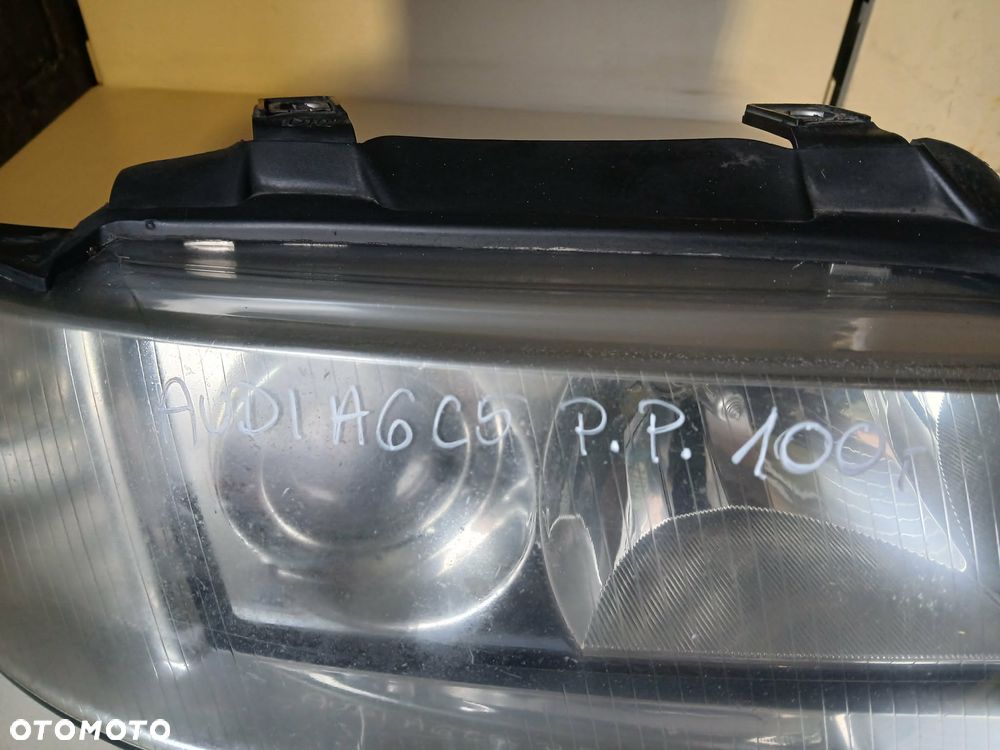 AUDI A6C5 P.P. 100,-
OTOMOTO